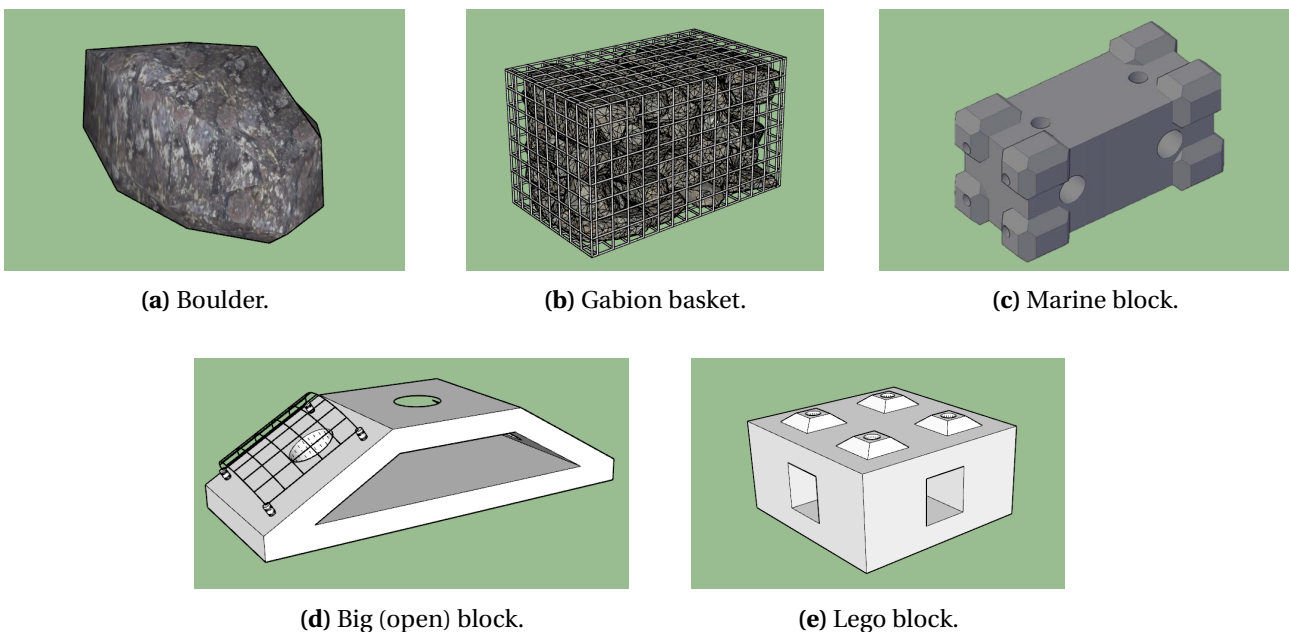 (a) Boulder.
(b) Gabion basket.
(c) Marine block.
(d) Big (open) block.
(e) Lego block.